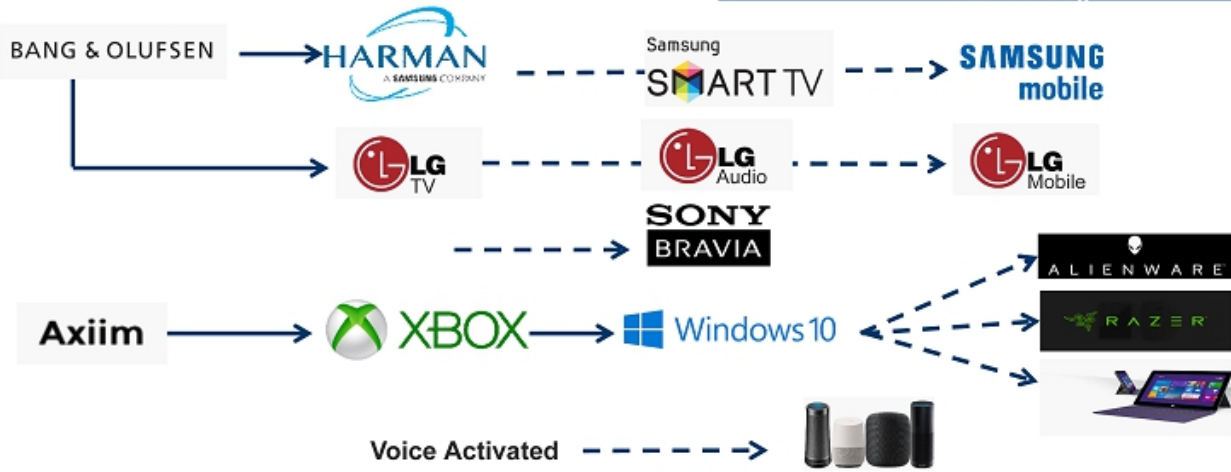 BANG & OLUFSEN
HARMAN
A SAMSUNG COMPANY
Samsung
SMART TV
SAMSUNG
mobile
LG
TV
LG
Audio
LG
Mobile
SONY
BRAVIA
ALIENWARE
Axiim
XBOX
Windows 10
RAZER
Voice Activated